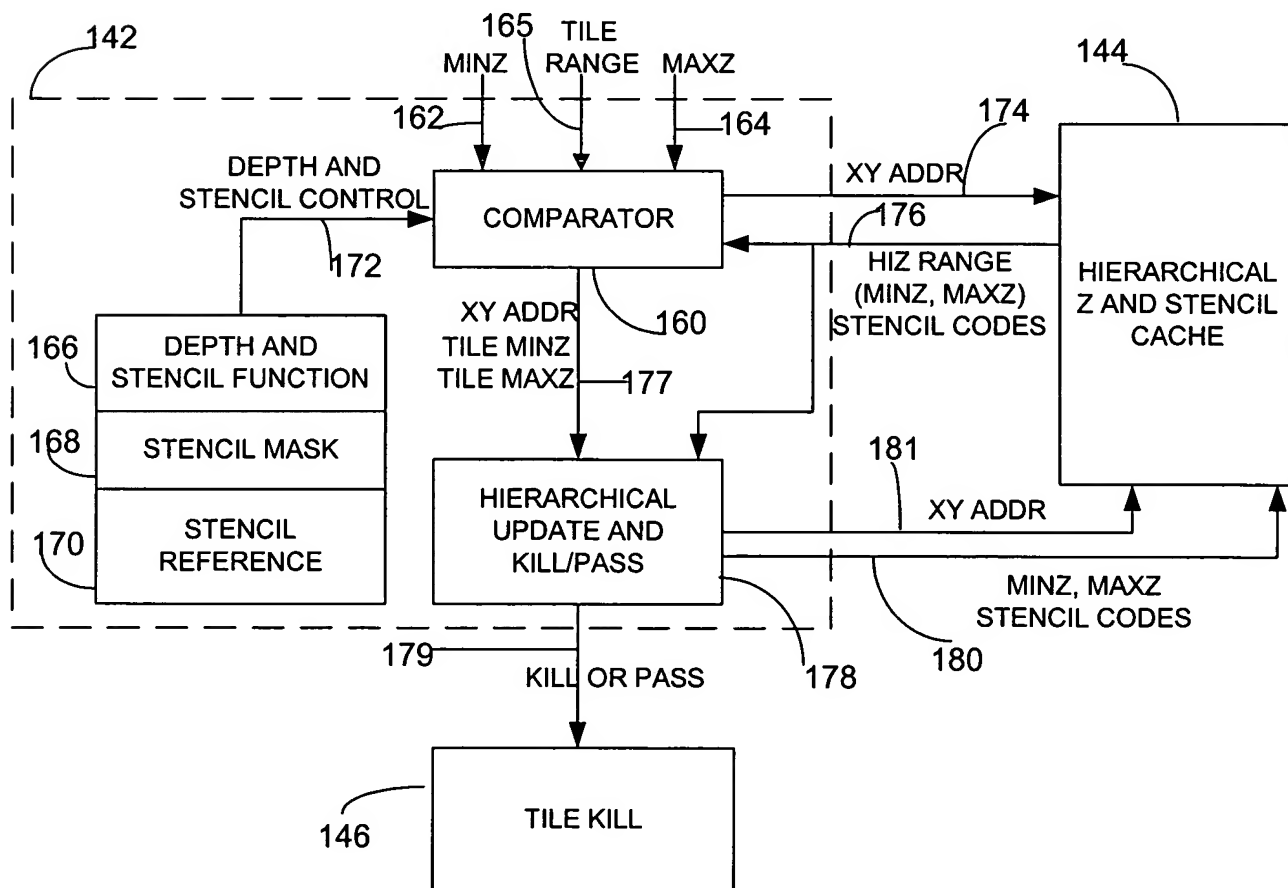 142
165
TILE
RANGE
MINZ
MAXZ
144
162
164
174
DEPTH AND
STENCIL CONTROL
XY ADDR
COMPARATOR
176
172
HIZ RANGE
(MINZ, MAXZ)
STENCIL CODES
HIERARCHICAL
Z AND STENCIL
CACHE
XY ADDR
TILE MINZ
TILE MAXZ
160
177
166
DEPTH AND
STENCIL FUNCTION
168
STENCIL MASK
170
STENCIL
REFERENCE
HIERARCHICAL
UPDATE AND
KILL/PASS
181
XY ADDR
MINZ, MAXZ
STENCIL CODES
180
179
KILL OR PASS
178
TILE KILL
146